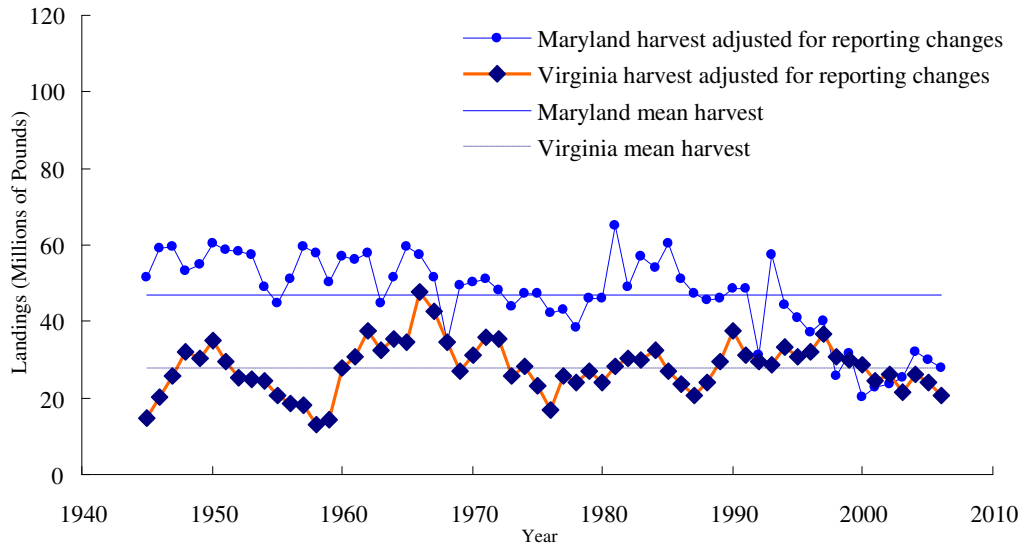 120
100
80
60
40
20
0
Landings (Millions of Pounds)
Maryland harvest adjusted for reporting changes
Virginia harvest adjusted for reporting changes
Maryland mean harvest
Virginia mean harvest
1940 1950 1960 1970 1980 1990 2000 2010
Year